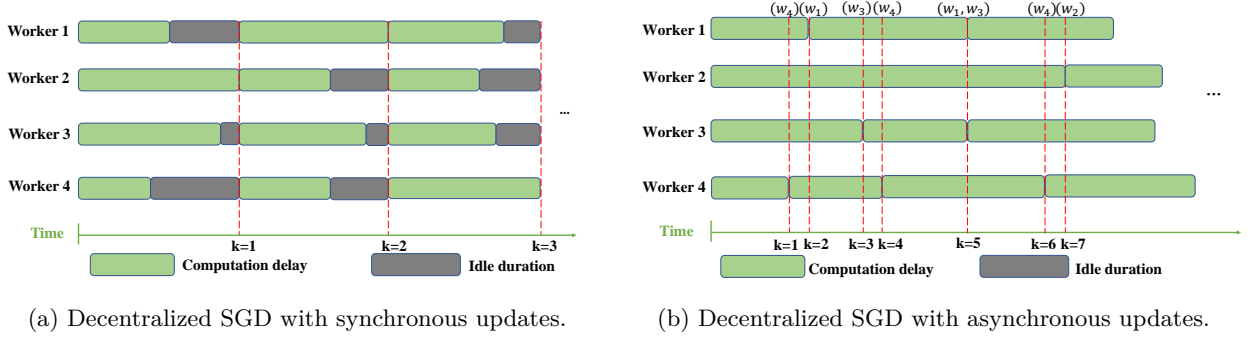 Worker 1
Worker 2
Worker 3
Worker 4
...
Time
k=1
k=2
k=3
Computation delay
Idle duration
(a) Decentralized SGD with synchronous updates.
(w₄)(w₁) (w₃)(w₄) (w₁, w₃) (w₄)(w₂)
Worker 1
Worker 2
Worker 3
Worker 4
...
Time
k=1 k=2 k=3 k=4 k=5 k=6 k=7
Computation delay
Idle duration
(b) Decentralized SGD with asynchronous updates.